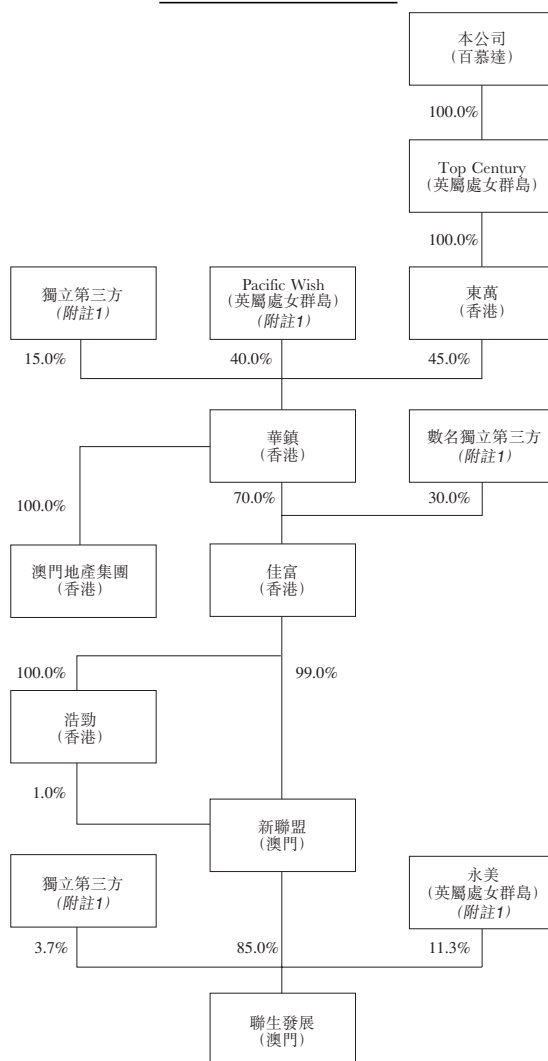 本公司
(百慕達)
100.0%
Top Century
(英屬處女群島)
100.0%
獨立第三方
(附註1)
Pacific Wish
(英屬處女群島)
(附註1)
東萬
(香港)
15.0%
40.0%
45.0%
華鎮
(香港)
數名獨立第三方
(附註1)
100.0%
70.0%
30.0%
澳門地產集團
(香港)
佳富
(香港)
100.0%
99.0%
浩勁
(香港)
1.0%
新聯盟
(澳門)
獨立第三方
(附註1)
永美
(英屬處女群島)
(附註1)
3.7%
85.0%
11.3%
聯生發展
(澳門)